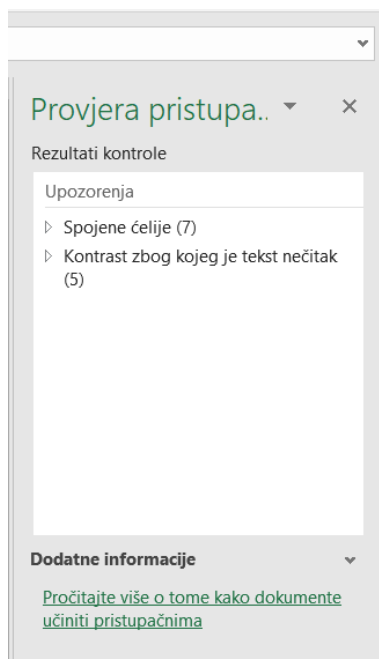 Provjera pristupa..
Rezultati kontrole
Upozorenja
Spojene ćelije (7)
Kontrast zbog kojeg je tekst nečitak
(5)
Dodatne informacije
Pročitajte više o tome kako dokumente
učiniti pristupačnima